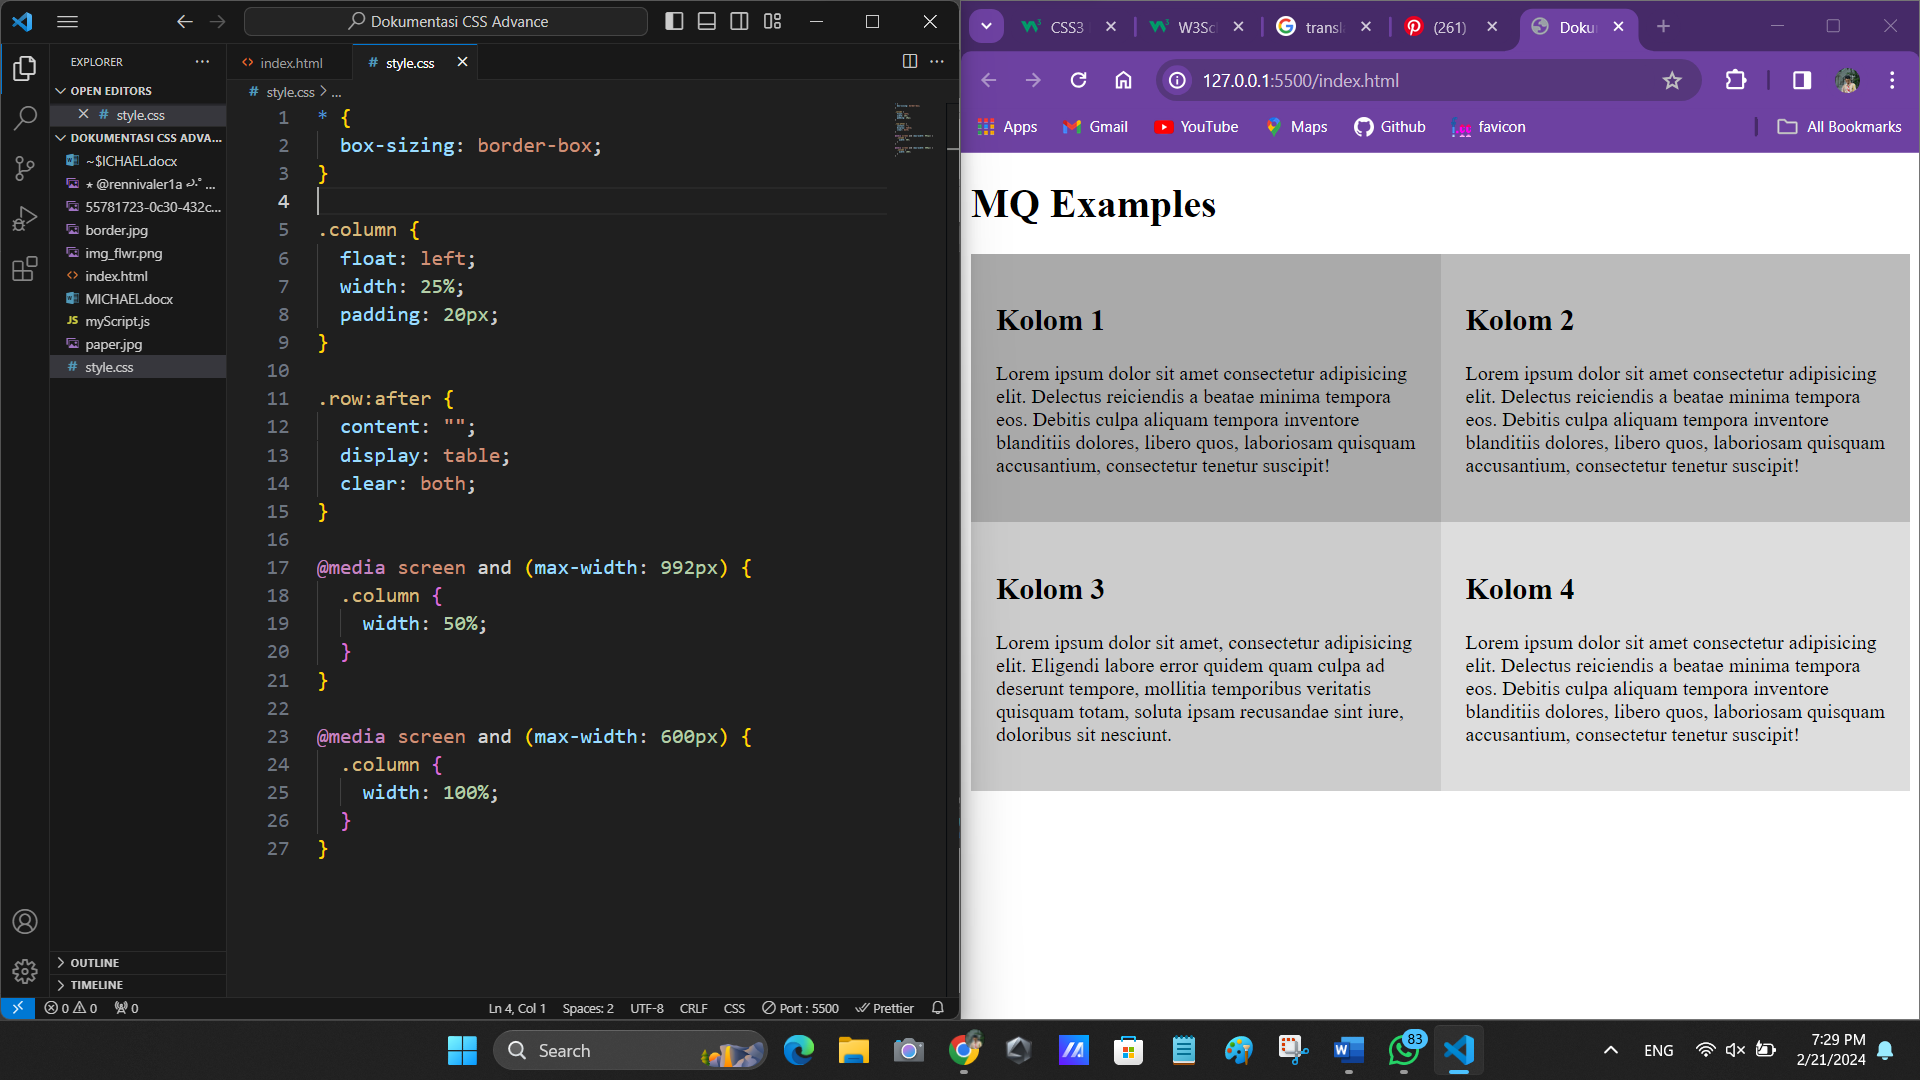 Dokumentasi CSS Advance
EXPLORER
OPEN EDITORS
style.css
DOKUMENTASI CSS ADVA...
~$ICHAEL.docx
⋆ @rennivaler1a ...
55781723-0c30-432c...
border.jpg
img_flwr.png
index.html
MICHAEL.docx
JS myScript.js
paper.jpg
# style.css
OUTLINE
TIMELINE
<> index.html
# style.css
# style.css > ...
1 * {
2 box-sizing: border-box;
3 }
4
5 .column {
6 float: left;
7 width: 25%;
8 padding: 20px;
9 }
10
11 .row:after {
12 content: "";
13 display: table;
14 clear: both;
15 }
16
17 @media screen and (max-width: 992px) {
18 .column {
19 width: 50%;
20 }
21 }
22
23 @media screen and (max-width: 600px) {
24 .column {
25 width: 100%;
26 }
27 }
0 0 0 Ln 4, Col 1 Spaces: 2 UTF-8 CRLF CSS Port : 5500 Prettier
CSS3 W3Sc transla (261) Doku
127.0.0.1:5500/index.html
Apps Gmail YouTube Maps Github favicon All Bookmarks
MQ Examples
Kolom 1
Lorem ipsum dolor sit amet consectetur adipisicing
elit. Delectus reiciendis a beatae minima tempora
eos. Debitis culpa aliquam tempora inventore
blanditiis dolores, libero quos, laboriosam quisquam
accusantium, consectetur tenetur suscipit!
Kolom 2
Lorem ipsum dolor sit amet consectetur adipisicing
elit. Delectus reiciendis a beatae minima tempora
eos. Debitis culpa aliquam tempora inventore
blanditiis dolores, libero quos, laboriosam quisquam
accusantium, consectetur tenetur suscipit!
Kolom 3
Lorem ipsum dolor sit amet, consectetur adipisicing
elit. Eligendi labore error quidem quam culpa ad
deserunt tempore, mollitia temporibus veritatis
quisquam totam, soluta ipsam recusandae sint iure,
doloribus sit nesciunt.
Kolom 4
Lorem ipsum dolor sit amet consectetur adipisicing
elit. Delectus reiciendis a beatae minima tempora
eos. Debitis culpa aliquam tempora inventore
blanditiis dolores, libero quos, laboriosam quisquam
accusantium, consectetur tenetur suscipit!
Search
83
ENG
7:29 PM
2/21/2024